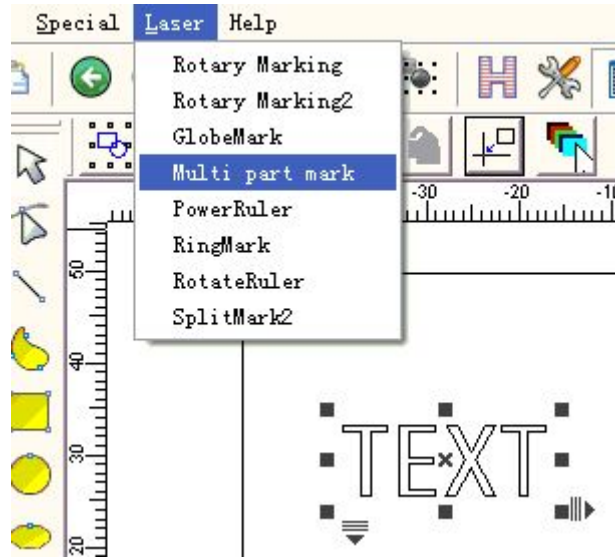 Special Laser Help
Rotary Marking
Rotary Marking2
GlobeMark
Multi part mark
PowerRuler
RingMark
RotateRuler
SplitMark2
-30 -20 -10
50
40
30
20
TEXT